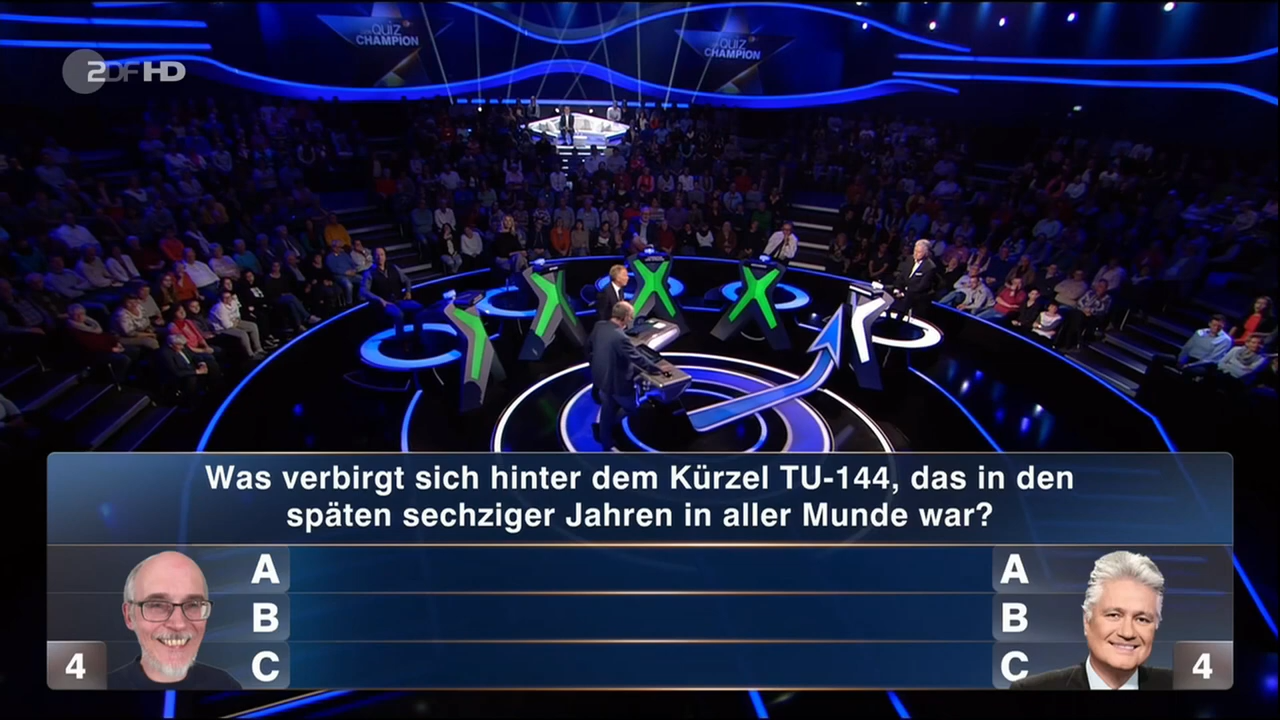 QUIZ
CHAMPION
QUIZ
CHAMPION
ZDF HD
Was verbirgt sich hinter dem Kürzel TU-144, das in den
späten sechziger Jahren in aller Munde war?
A
A
B
B
4
C
C
4